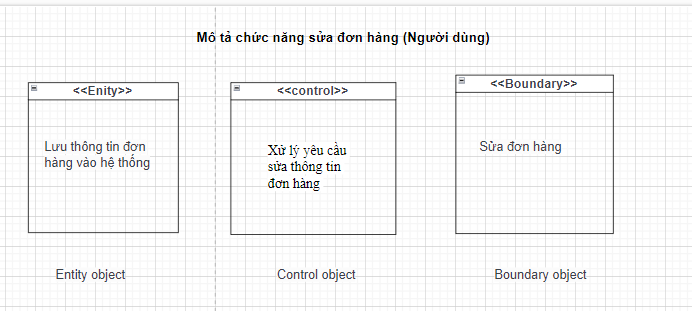 Mô tả chức năng sửa đơn hàng (Người dùng)
<<Enity>>
<<control>>
<<Boundary>>
Lưu thông tin đơn
hàng vào hệ thống
Xử lý yêu cầu
sửa thông tin
đơn hàng
Sửa đơn hàng
Entity object
Control object
Boundary object